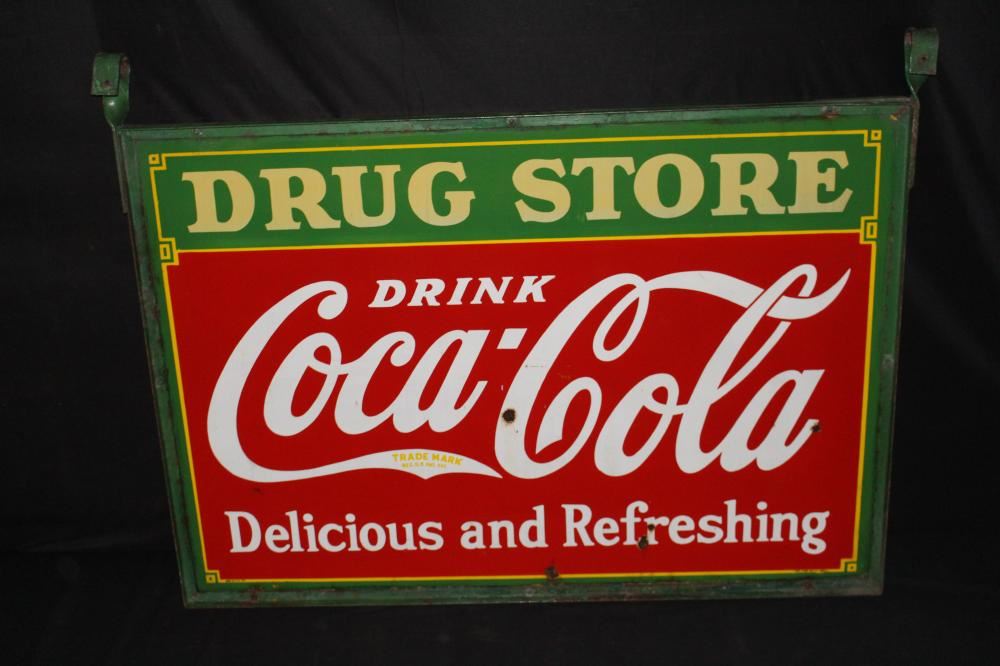 DRUG STORE
DRINK
Coca-Cola
TRADE MARK
Delicious and Refreshing